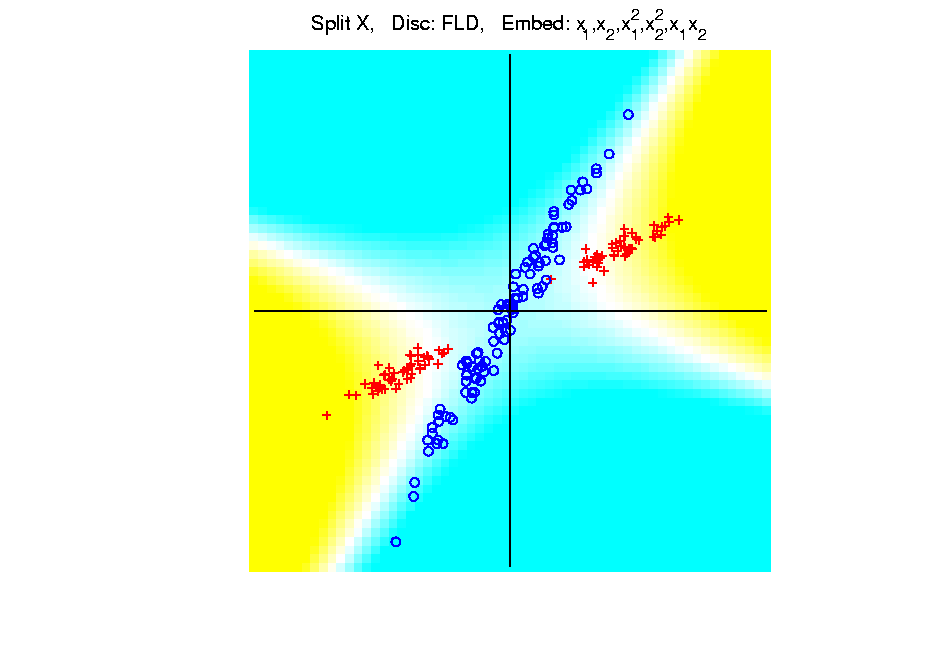 Split X, Disc: FLD, Embed: x₁,x₂,x₁²,x₂²,x₁x₂